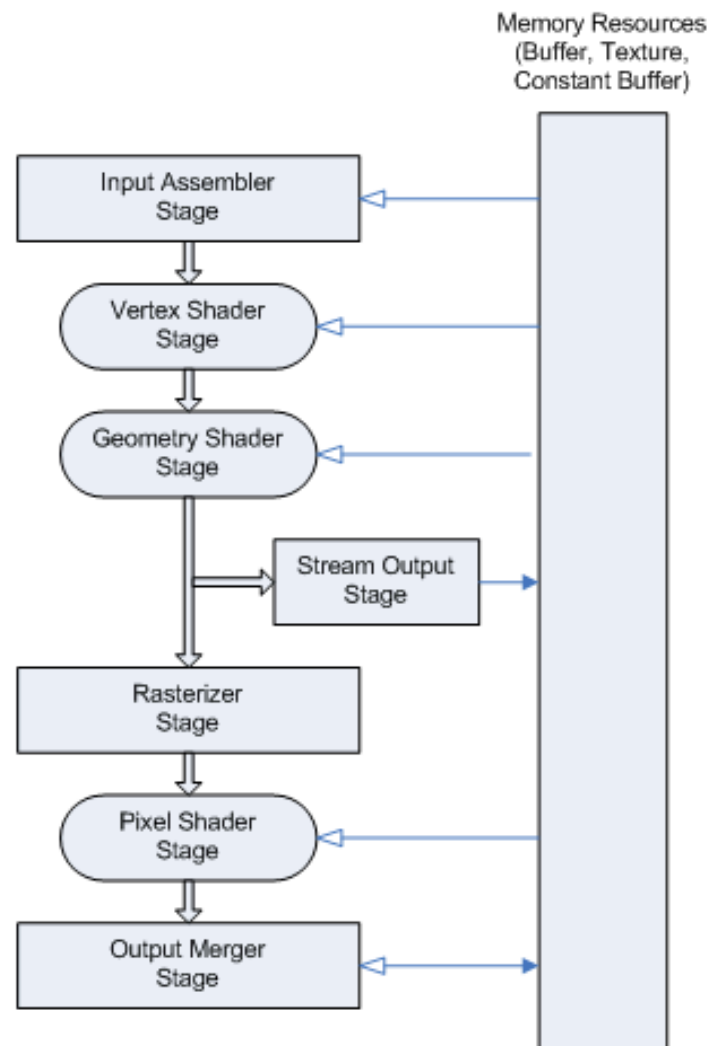 Memory Resources
(Buffer, Texture,
Constant Buffer)
Input Assembler
Stage
Vertex Shader
Stage
Geometry Shader
Stage
Stream Output
Stage
Rasterizer
Stage
Pixel Shader
Stage
Output Merger
Stage